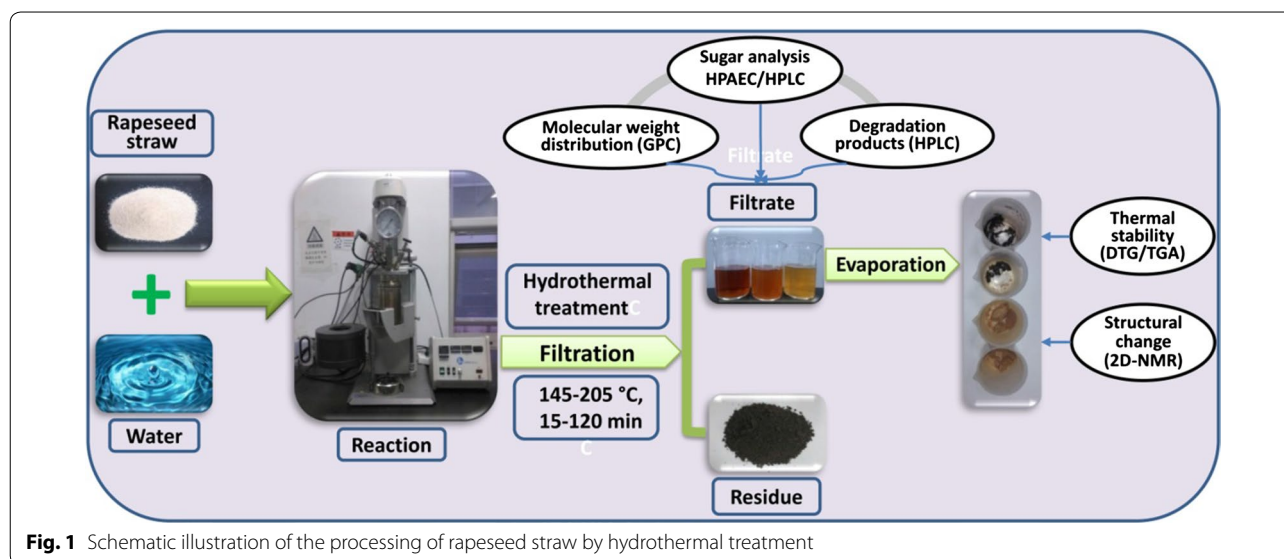 Sugar analysis
HPAEC/HPLC
Molecular weight
distribution (GPC)
Degradation
products (HPLC)
Filtrate
Filtrate
Rapeseed
straw
Water
Reaction
Hydrothermal
treatment
C
Filtration
145-205 °C,
15-120 min
C
Residue
Evaporation
Thermal
stability
(DTG/TGA)
Structural
change
(2D-NMR)
Fig. 1 Schematic illustration of the processing of rapeseed straw by hydrothermal treatment